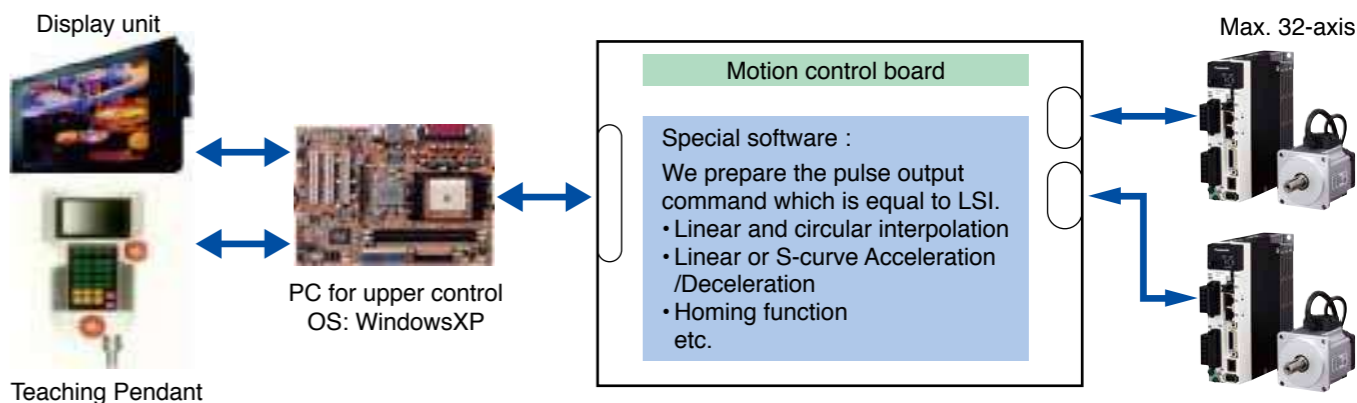 Display unit
Teaching Pendant
PC for upper control
OS: WindowsXP
Motion control board
Special software :
We prepare the pulse output
command which is equal to LSI.
・Linear and circular interpolation
・Linear or S-curve Acceleration
/Deceleration
・Homing function
etc.
Max. 32-axis